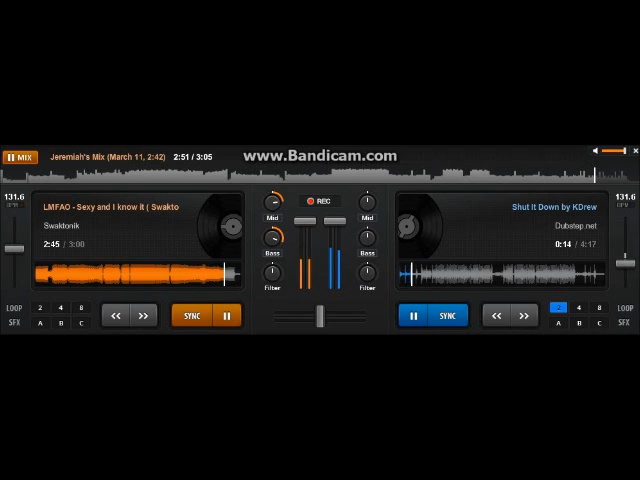 www.Bandicam.com
MIX
Jeremiah's Mix (March 11, 2:42) 2:51 / 3:05
131.6
BPM
LMFAO - Sexy and I know it ( Swakto
Swaktonik
2:45 / 3:00
Mid
Bass
Filter
REC
Mid
Bass
Filter
Shut It Down by KDrew
Dubstep.net
0:14 / 4:17
131.6
BPM
LOOP 2 4 8
SFX A B C
SYNC
SYNC
2 4 8 LOOP
A B C SFX